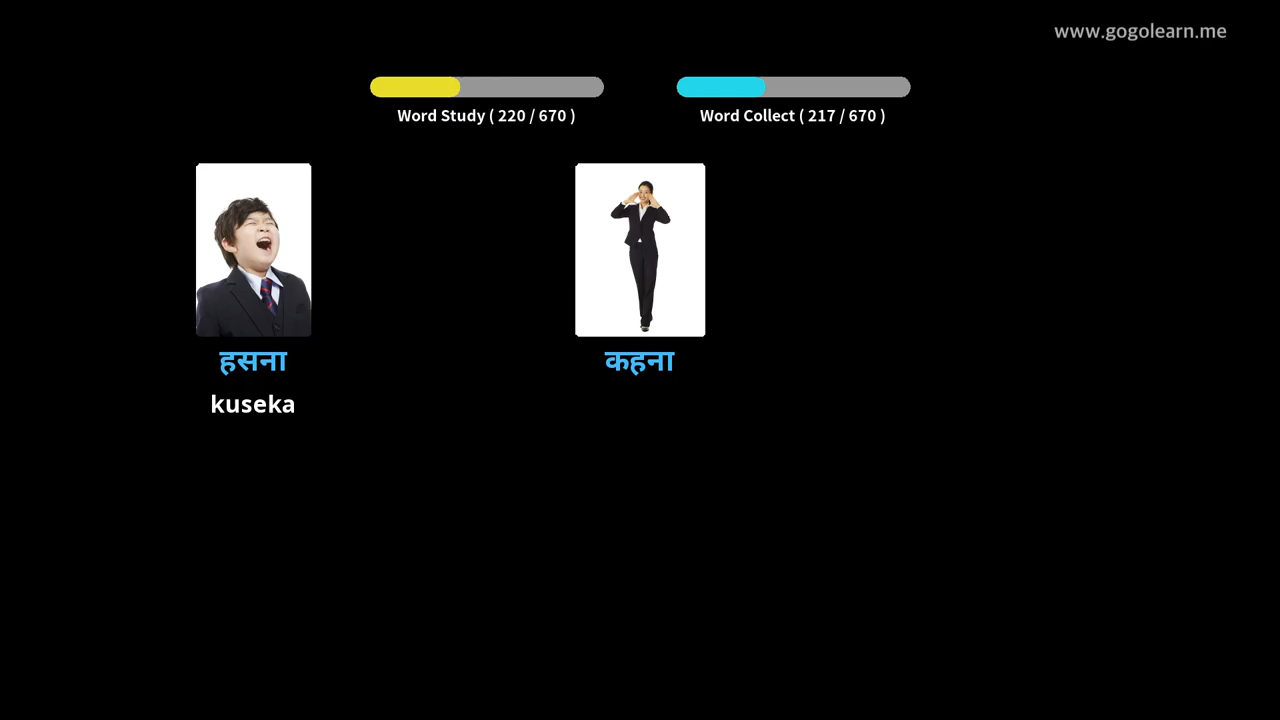 www.gogolearn.me
Word Study ( 220 / 670 )
Word Collect ( 217 / 670 )
हसना
कहना
kuseka